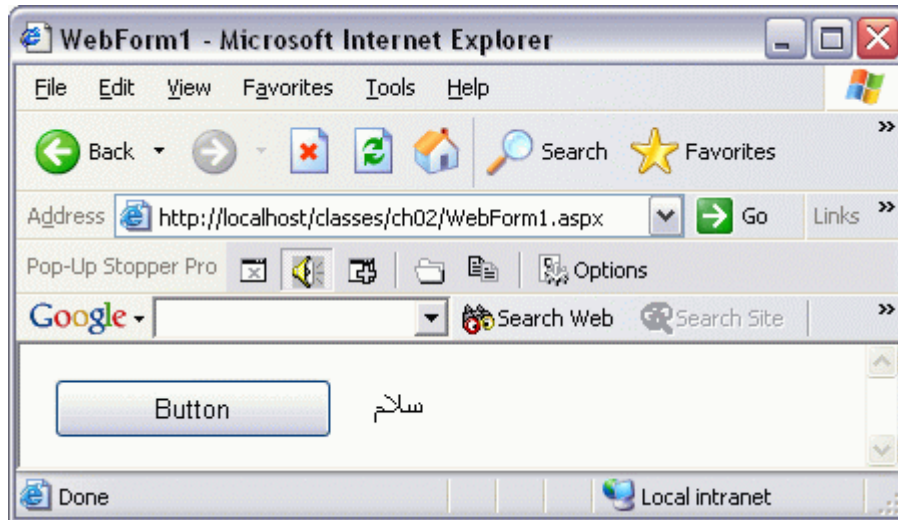 WebForm1 - Microsoft Internet Explorer
File Edit View Favorites Tools Help
Back Search Favorites »
Address http://localhost/classes/ch02/WebForm1.aspx Go Links »
Pop-Up Stopper Pro Options
Google Search Web Search Site »
Button سلام
Done Local intranet